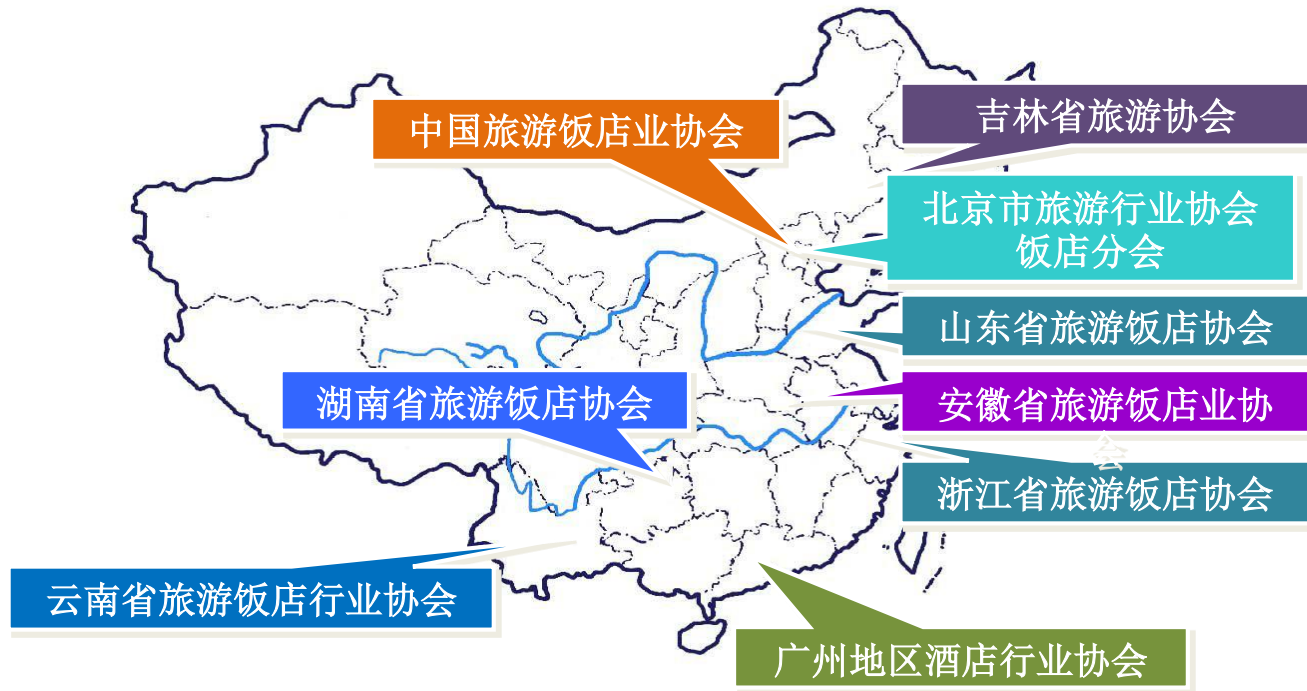 中国旅游饭店业协会
吉林省旅游协会
北京市旅游行业协会
饭店分会
山东省旅游饭店协会
湖南省旅游饭店协会
安徽省旅游饭店业协
会
浙江省旅游饭店协会
云南省旅游饭店行业协会
广州地区酒店行业协会